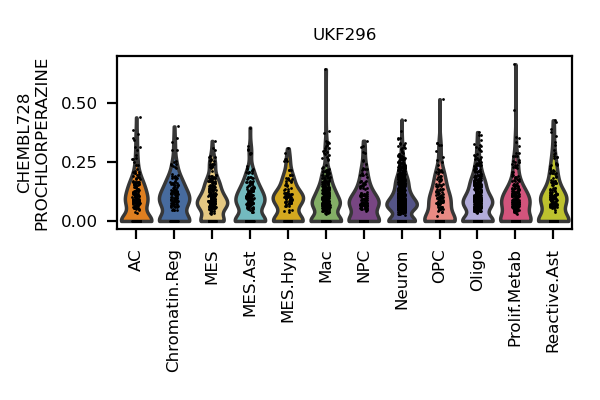 UKF296
CHEMBL728
PROCHLORPERAZINE
0.50
0.25
0.00
AC
Chromatin.Reg
MES
MES.Ast
MES.Hyp
Mac
NPC
Neuron
OPC
Oligo
Prolif.Metab
Reactive.Ast